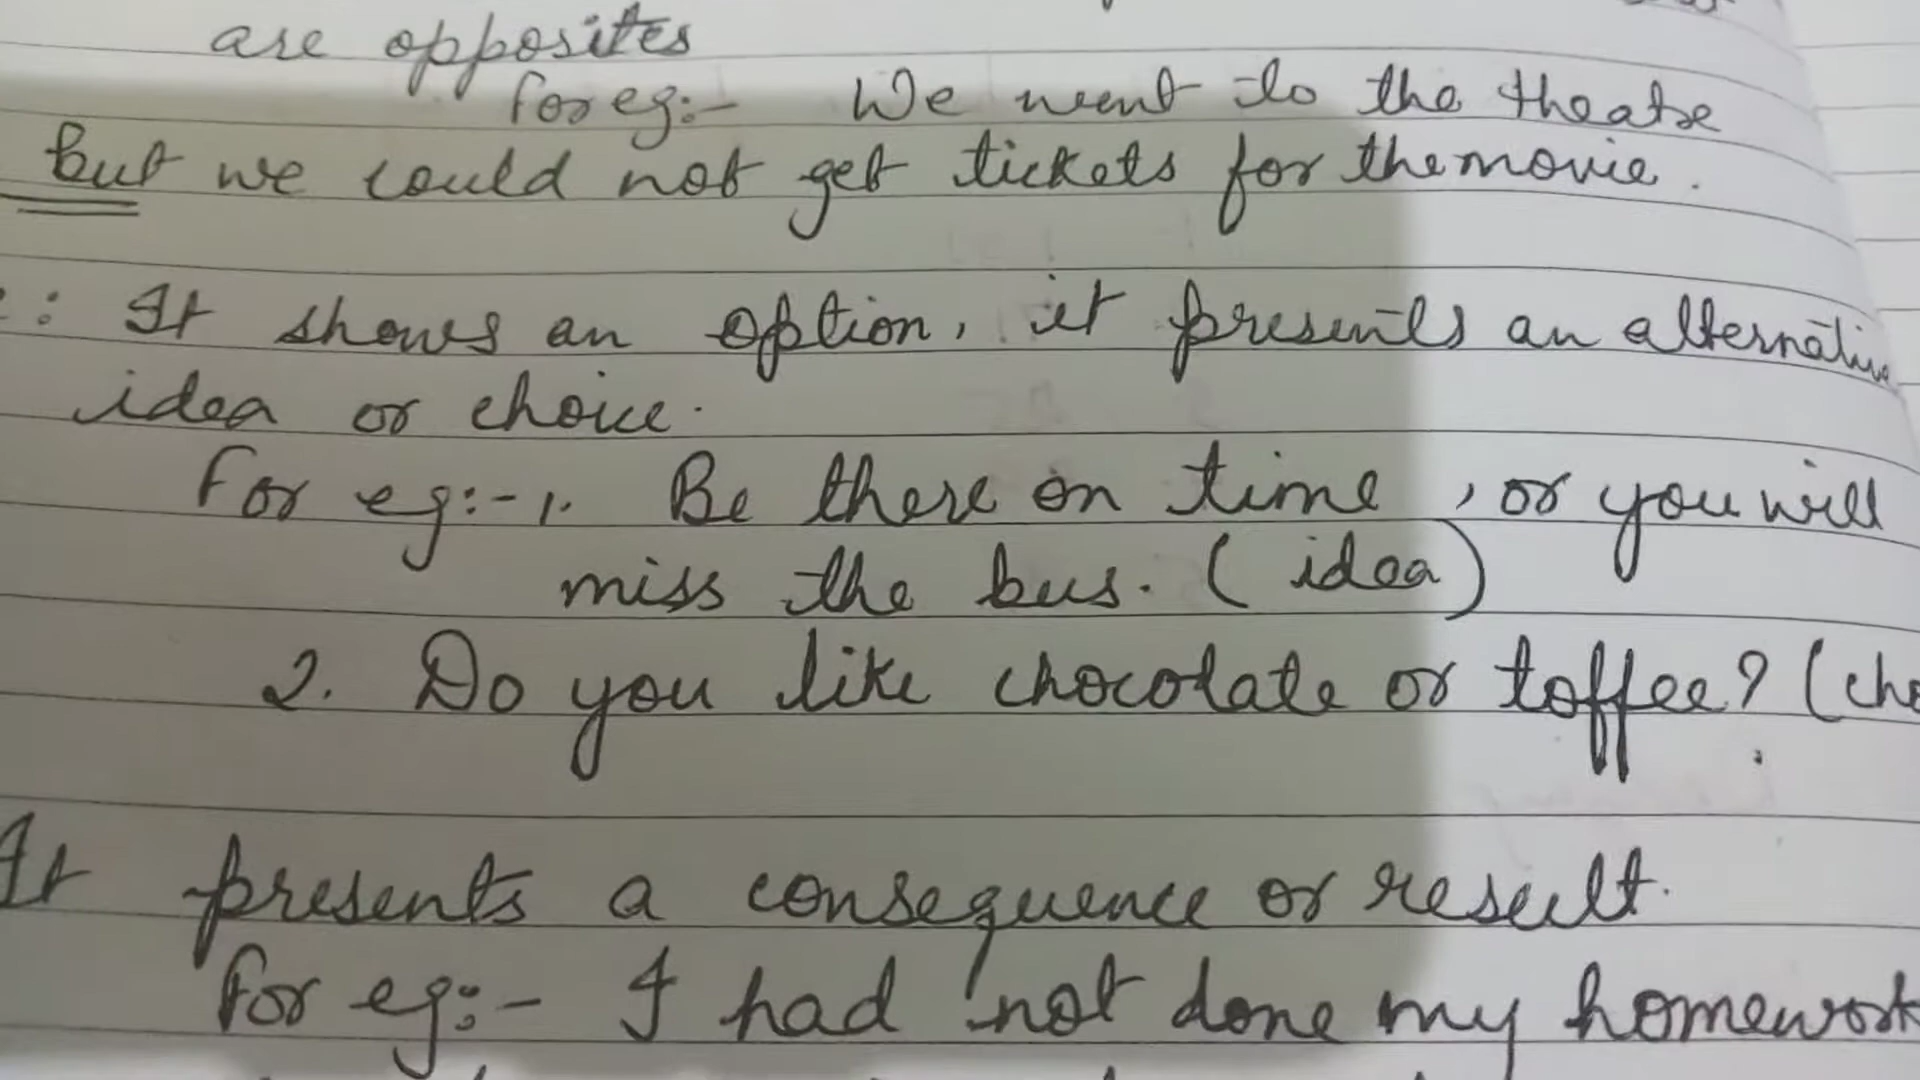 are opposites
For eg:- We went to the theatre
But we could not get tickets for the movie.
: It shows an option, it presents an alternative
idea or choice.
For eg:- 1. Be there on time, or you will
miss the bus. (idea)
2. Do you like chocolate or toffee? (cho
It presents a consequence or result.
For eg:- I had not done my homework